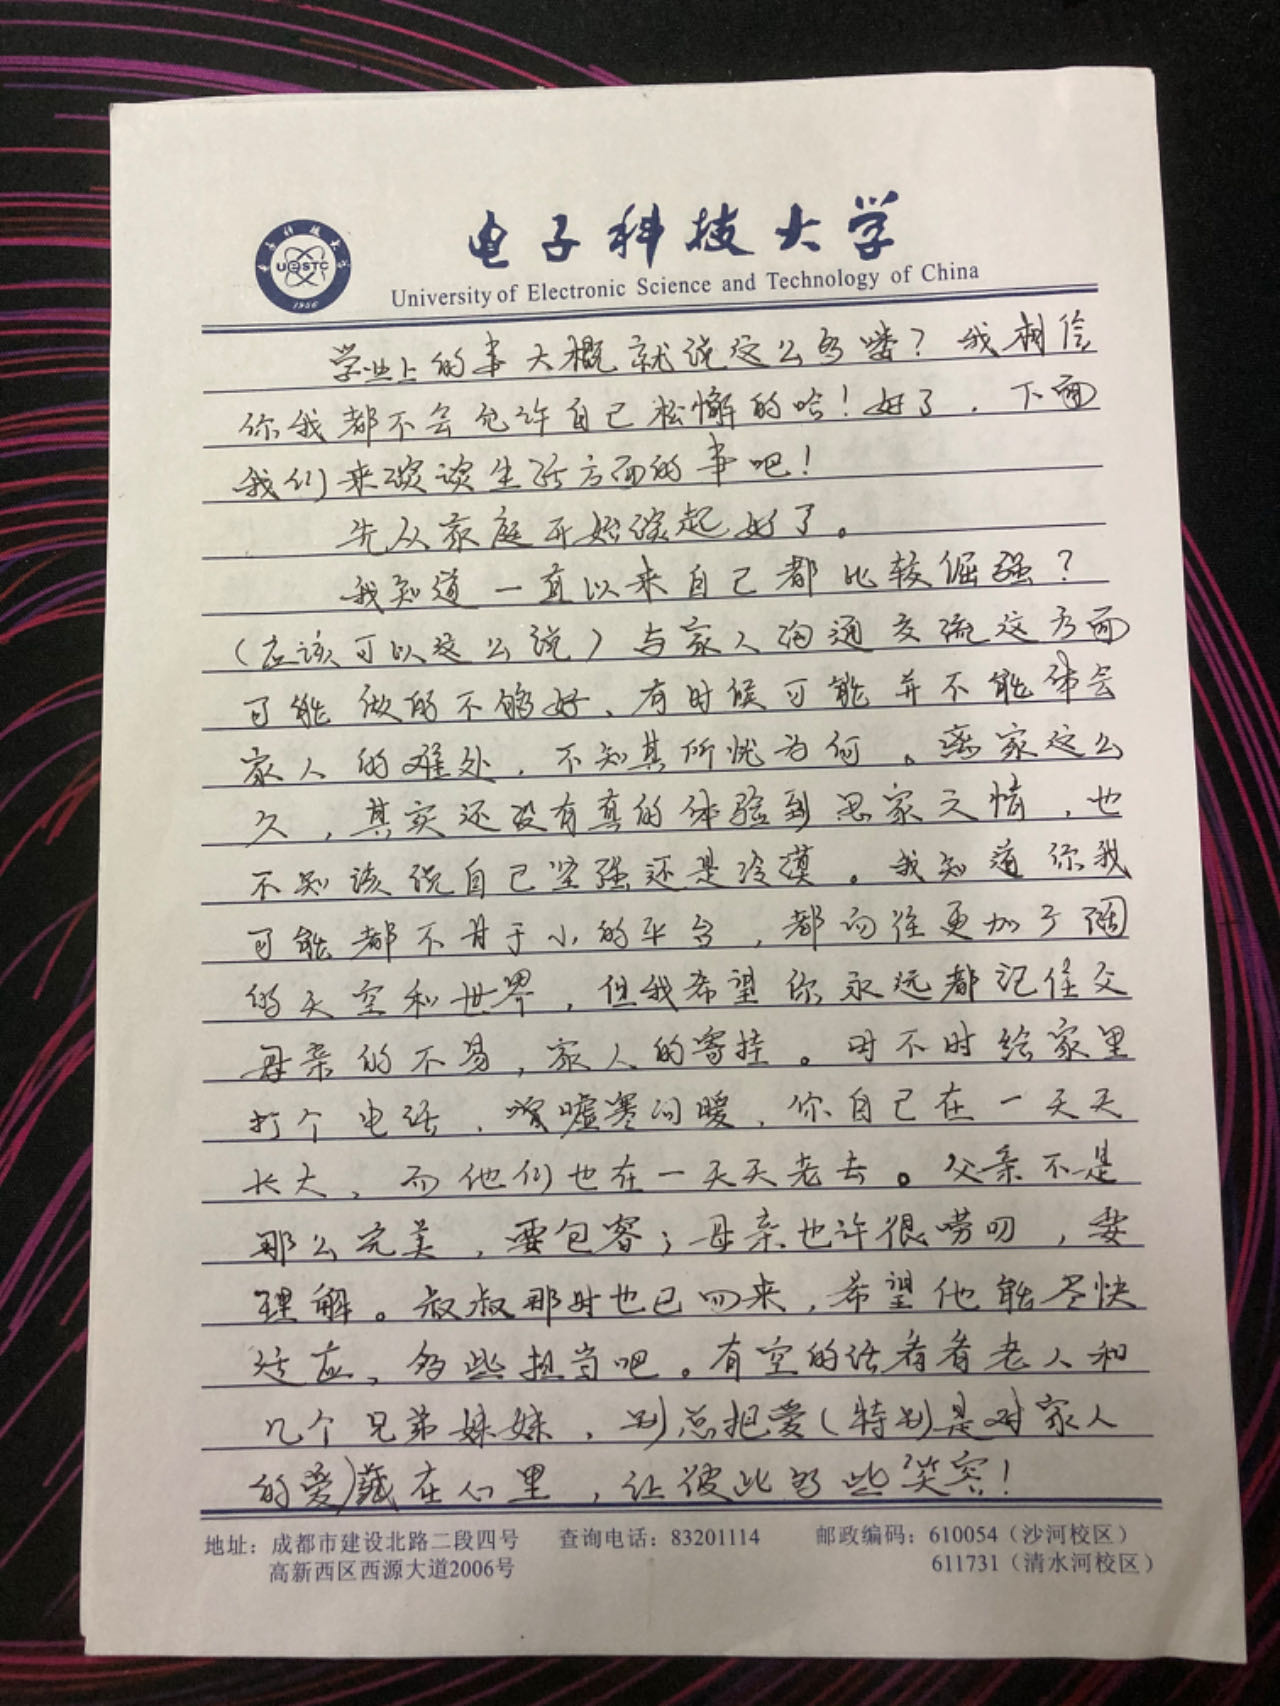 电子科技大学
University of Electronic Science and Technology of China
电子科技大学
UESTC
1956
学业上的事大概就说这么多喽？我相信
你我都不会允许自己松懈的哈！好了，下面
我们来谈谈生活方面的事吧！
先从家庭开始谈起好了。
我知道一直以来自己都比较倔强？
（应该可以这么说）与家人沟通交流这方面
可能做的不够好、有时候可能并不能体会
家人的难处，不知其所忧为何。离家这么
久，其实还没有真的体验到思家之情，也
不知该说自己坚强还是冷漠。我知道你我
可能都不甘于小的平台，都向往更加广阔
的天空和世界，但我希望你永远都记住父
母亲的不易，家人的寄挂。时不时给家里
打个电话，嘘寒问暖，你自己在一天天
长大，而他们也在一天天老去。父亲不是
那么完美，要包容；母亲也许很唠叨，要
理解。叔叔那时也已回来，希望他能尽快
适应，多些担当吧。有空的话看看老人和
几个兄弟妹妹，别总把爱（特别是对家人
的爱）藏在心里，让彼此多些笑容！
地址：成都市建设北路二段四号 查询电话：83201114 邮政编码：610054（沙河校区）
高新西区西源大道2006号 611731（清水河校区）